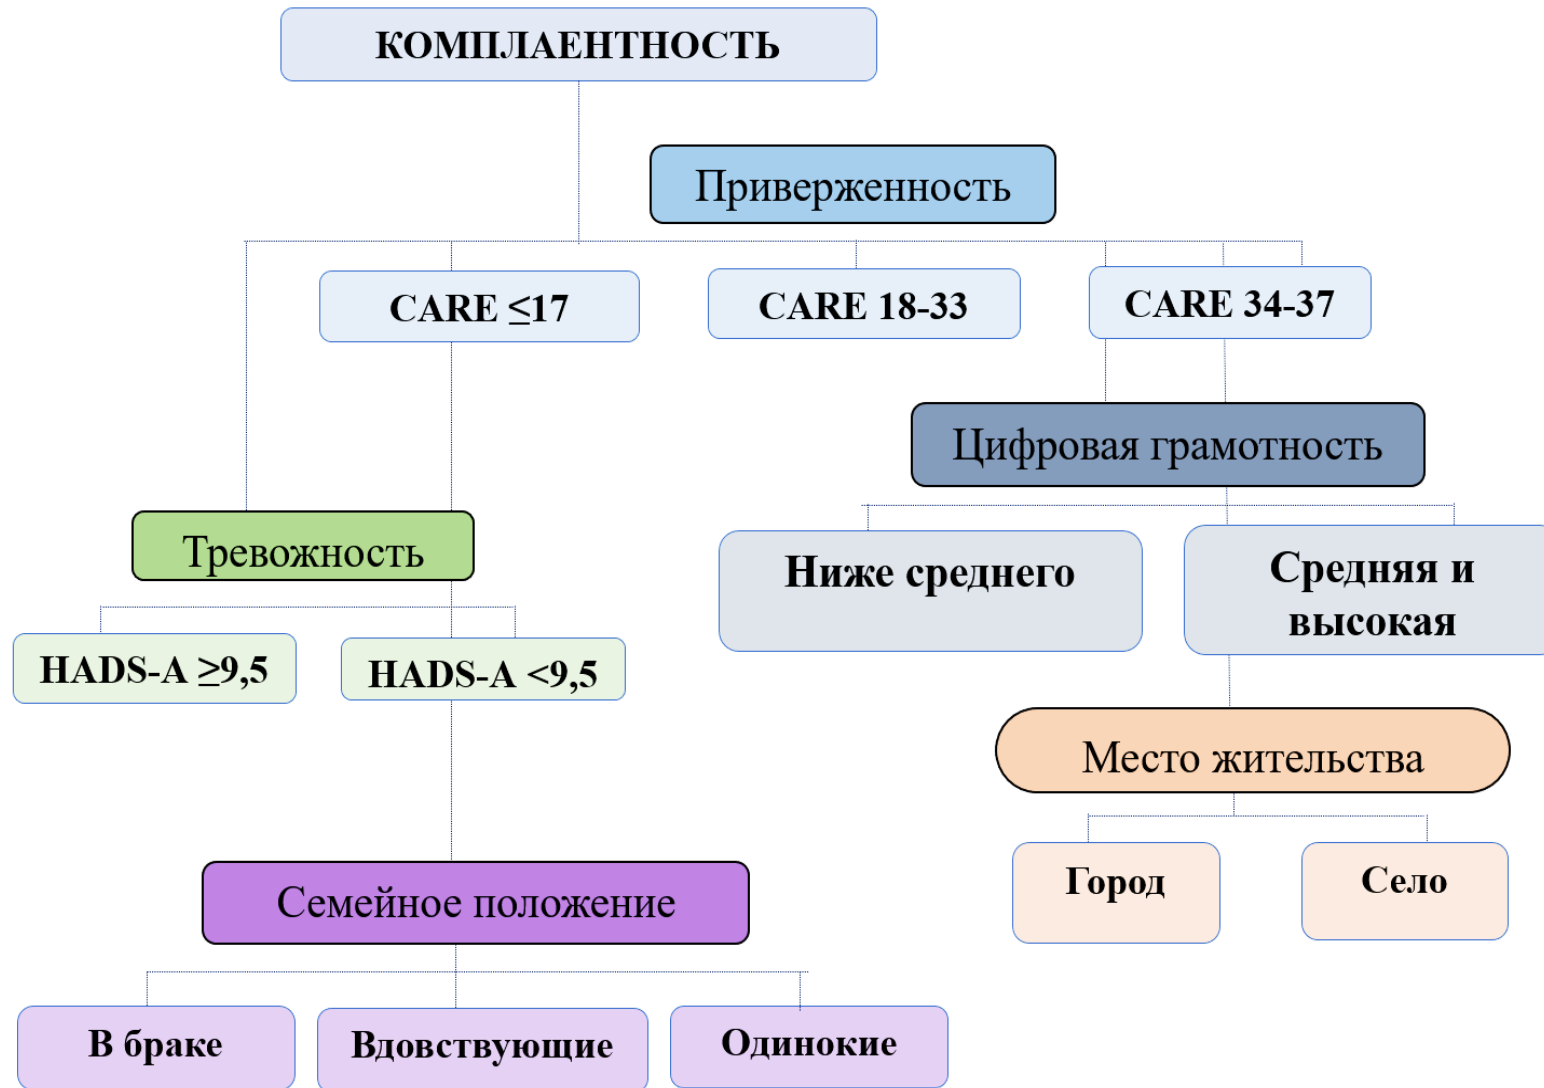 КОМПЛАЕНТНОСТЬ
Приверженность
CARE ≤17
CARE 18-33
CARE 34-37
Цифровая грамотность
Ниже среднего
Средняя и
высокая
Тревожность
HADS-A ≥9,5
HADS-A <9,5
Место жительства
Город
Село
Семейное положение
В браке
Вдовствующие
Одинокие